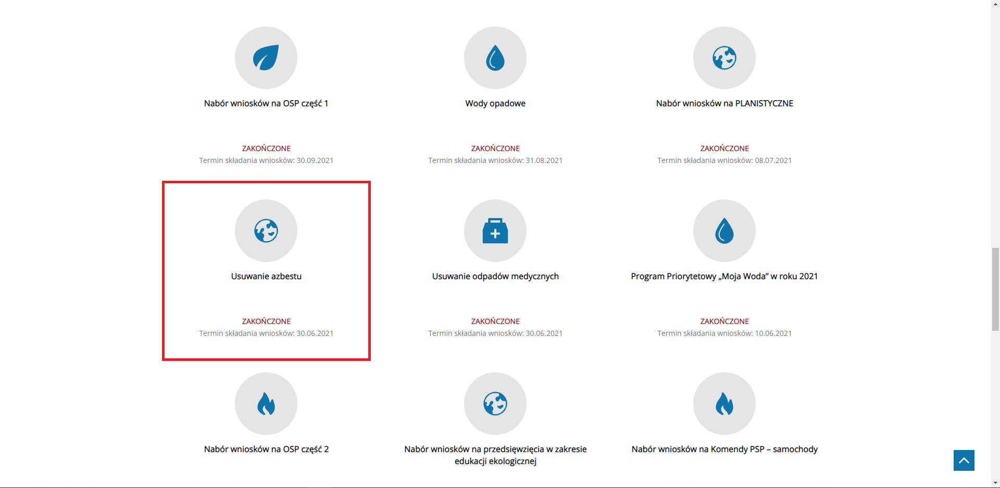 Nabór wniosków na OSP część 1
ZAKOŃCZONE
Termin składania wniosków: 30.09.2021
Wody opadowe
ZAKOŃCZONE
Termin składania wniosków: 31.08.2021
Nabór wniosków na PLANISTYCZNE
ZAKOŃCZONE
Termin składania wniosków: 08.07.2021
Usuwanie azbestu
ZAKOŃCZONE
Termin składania wniosków: 30.06.2021
Usuwanie odpadów medycznych
ZAKOŃCZONE
Termin składania wniosków: 30.06.2021
Program Priorytetowy „Moja Woda” w roku 2021
ZAKOŃCZONE
Termin składania wniosków: 10.06.2021
Nabór wniosków na OSP część 2
Nabór wniosków na przedsięwzięcia w zakresie
edukacji ekologicznej
Nabór wniosków na Komendy PSP – samochody